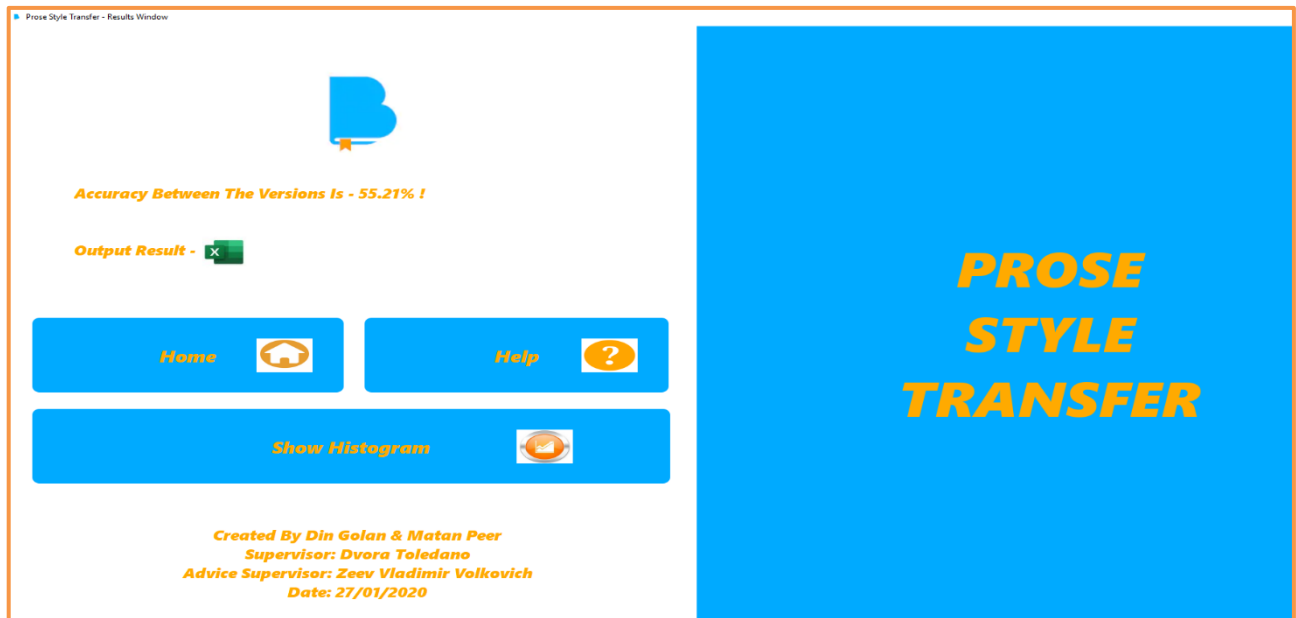 Prose Style Transfer - Results Window
Accuracy Between The Versions Is - 55.21% !
Output Result -
Home
Help
Show Histogram
Created By Din Golan & Matan Peer
Supervisor: Dvora Toledano
Advice Supervisor: Zeev Vladimir Volkovich
Date: 27/01/2020
PROSE
STYLE
TRANSFER